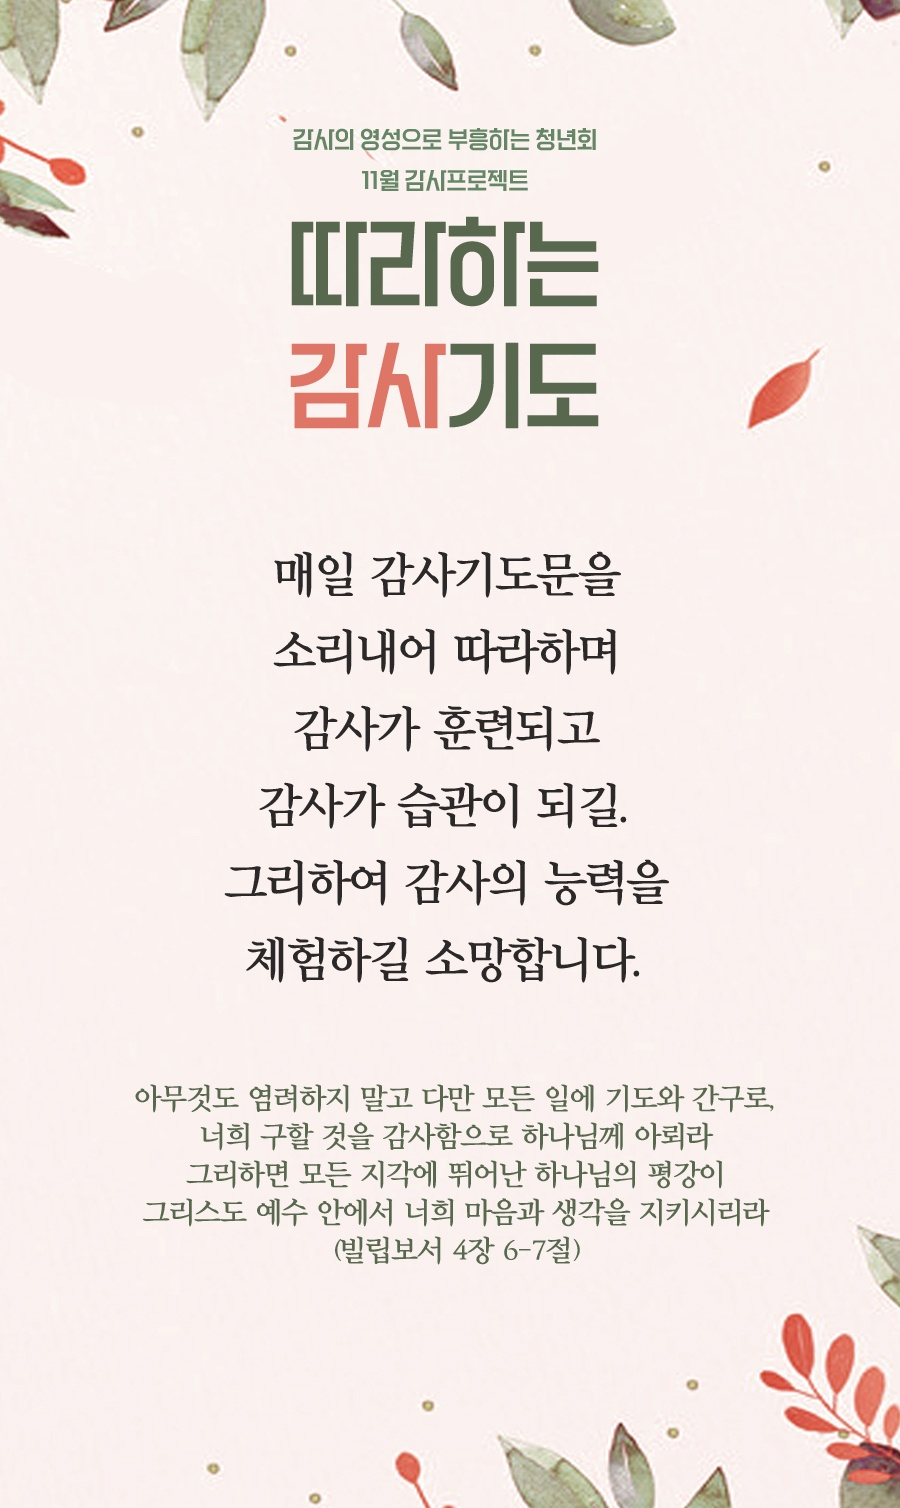 감사의 영성으로 부흥하는 청년회
11월 감사프로젝트
따라하는
감사기도
매일 감사기도문을
소리내어 따라하며
감사가 훈련되고
감사가 습관이 되길.
그리하여 감사의 능력을
체험하길 소망합니다.
아무것도 염려하지 말고 다만 모든 일에 기도와 간구로,
너희 구할 것을 감사함으로 하나님께 아뢰라
그리하면 모든 지각에 뛰어난 하나님의 평강이
그리스도 예수 안에서 너희 마음과 생각을 지키시리라
(빌립보서 4장 6-7절)